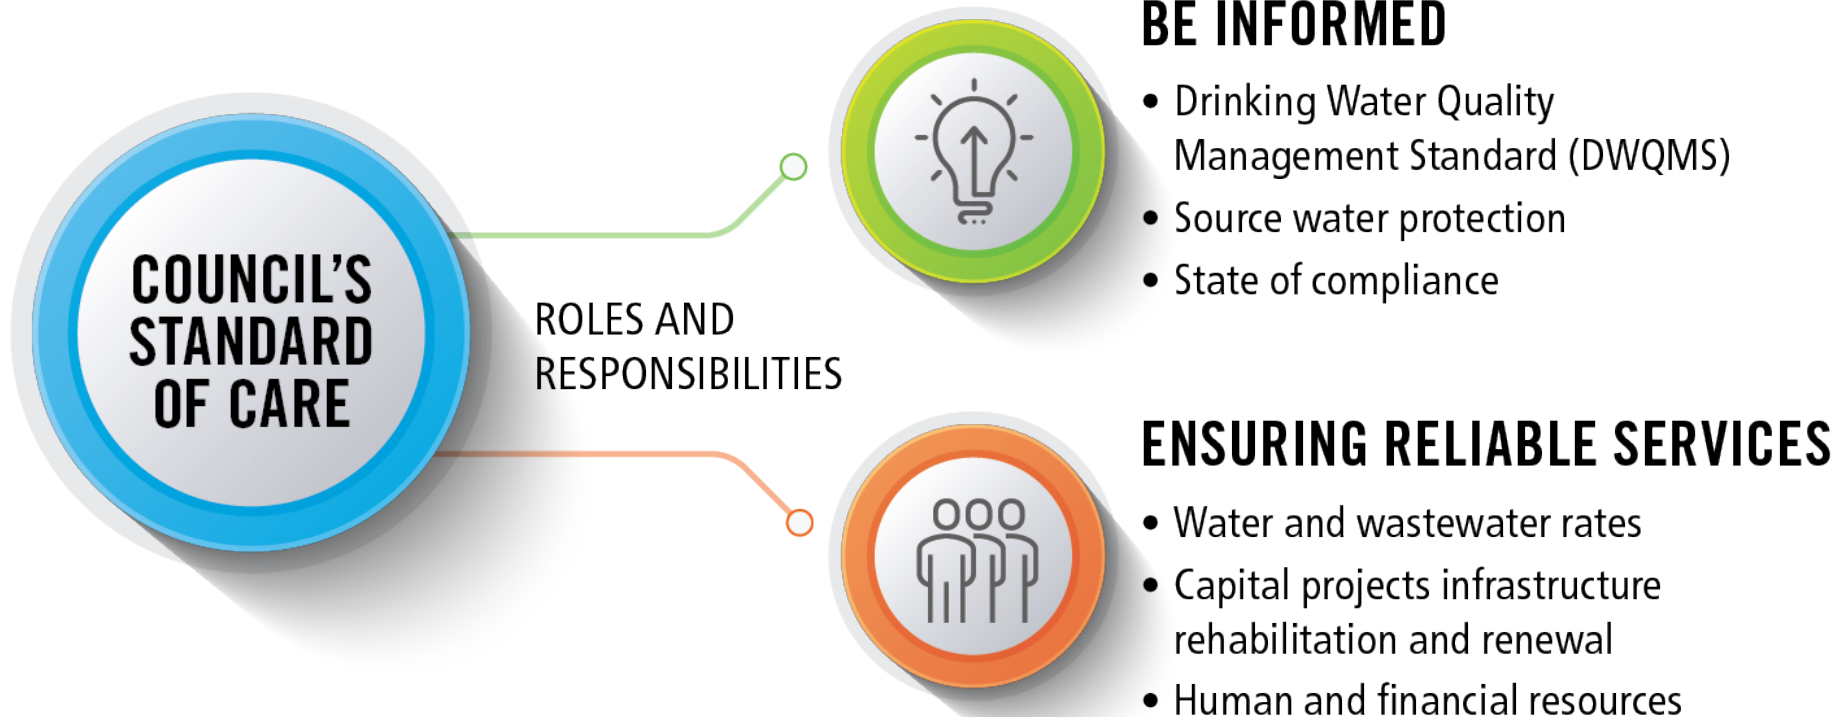 COUNCIL'S
STANDARD
OF CARE
ROLES AND
RESPONSIBILITIES
BE INFORMED
• Drinking Water Quality
Management Standard (DWQMS)
• Source water protection
• State of compliance
ENSURING RELIABLE SERVICES
• Water and wastewater rates
• Capital projects infrastructure
rehabilitation and renewal
• Human and financial resources